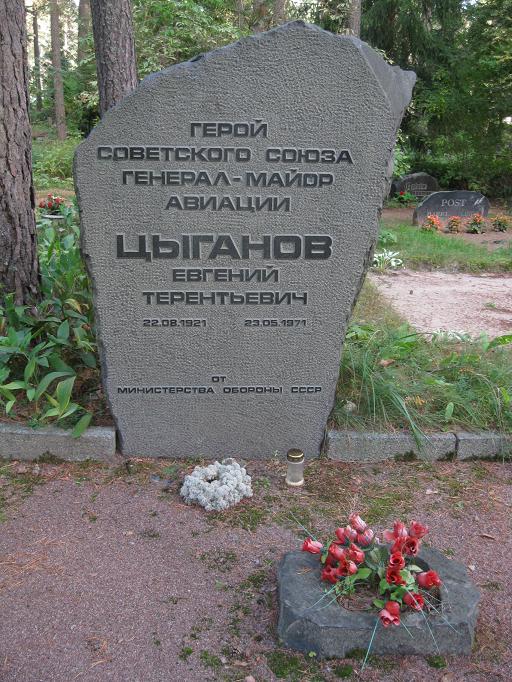 ГЕРОЙ
СОВЕТСКОГО СОЮЗА
ГЕНЕРАЛ-МАЙОР
АВИАЦИИ
ЦЫГАНОВ
ЕВГЕНИЙ
ТЕРЕНТЬЕВИЧ
22.08.1921 23.05.1971
ОТ
МИНИСТЕРСТВА ОБОРОНЫ СССР
POST